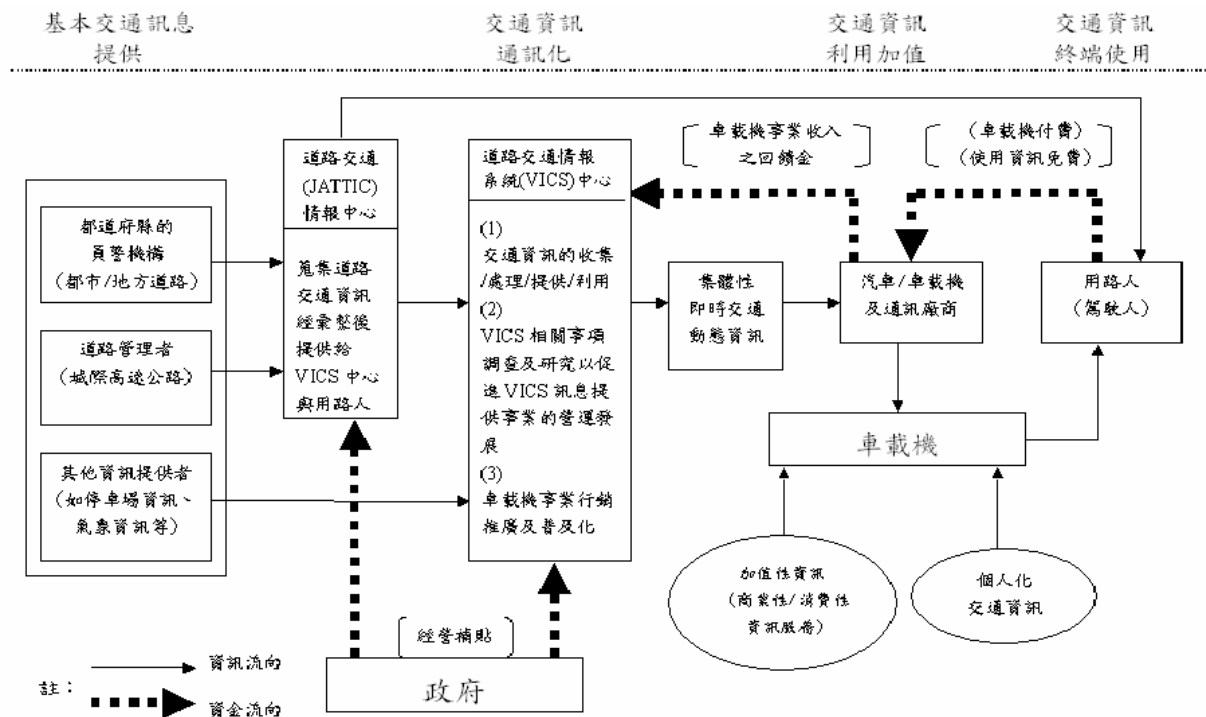 基本交通訊息
提供
交通資訊
通訊化
交通資訊
利用加值
交通資訊
終端使用
都道府縣的
員警機構
(都市/地方道路)
道路管理者
(城際高速公路)
其他資訊提供者
(如停車場資訊、
氣象資訊等)
道路交通
(JATTIC)
情報中心
蒐集道路
交通資訊
經彙整後
提供給
VICS 中心
與用路人
道路交通情報
系統(VICS)中心
(1)
交通資訊的收集
/處理/提供/利用
(2)
VICS 相關事項
調查及研究以促
進 VICS 訊息提
供事業的營運發
展
(3)
車載機事業行銷
推廣及普及化
集體性
即時交通
動態資訊
車載機事業收入
之回饋金
(車載機付費)
(使用資訊免費)
汽車/車載機
及通訊廠商
用路人
(駕駛人)
車載機
加值性資訊
(商業性/消費性
資訊服務)
個人化
交通資訊
經營補貼
政府
註：
資訊流向
資金流向